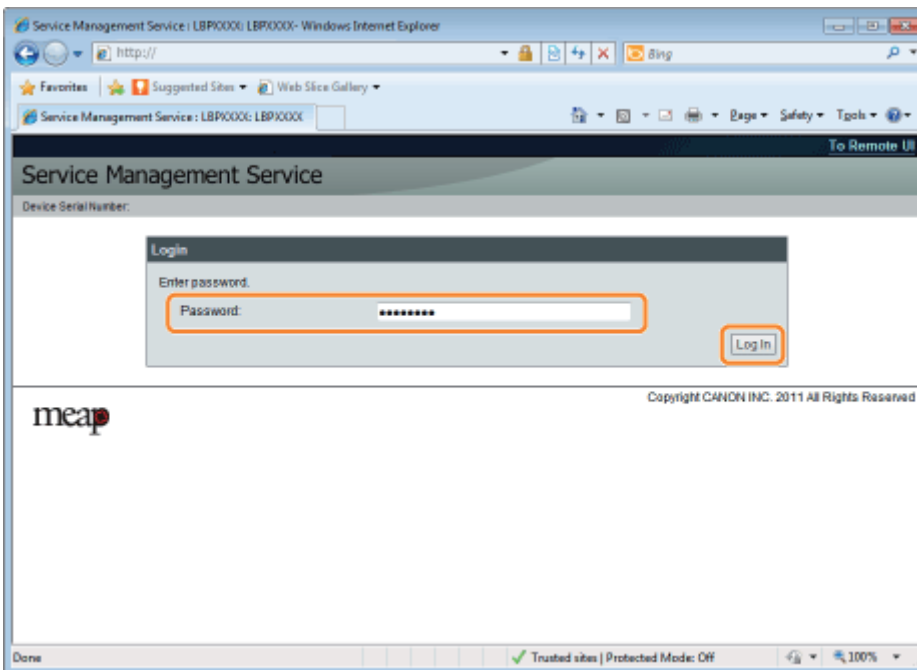 Service Management Service : LBPXXXX: LBPXXXX- Windows Internet Explorer
http://
Bing
Favorites Suggested Sites Web Slice Gallery
Service Management Service : LBPXXXX: LBPXXXX
Page Safety Tools
To Remote UI
Service Management Service
Device Serial Number:
Login
Enter password.
Password: ••••••••
Log In
Copyright CANON INC. 2011 All Rights Reserved
meap
Done Trusted sites | Protected Mode: Off 100%